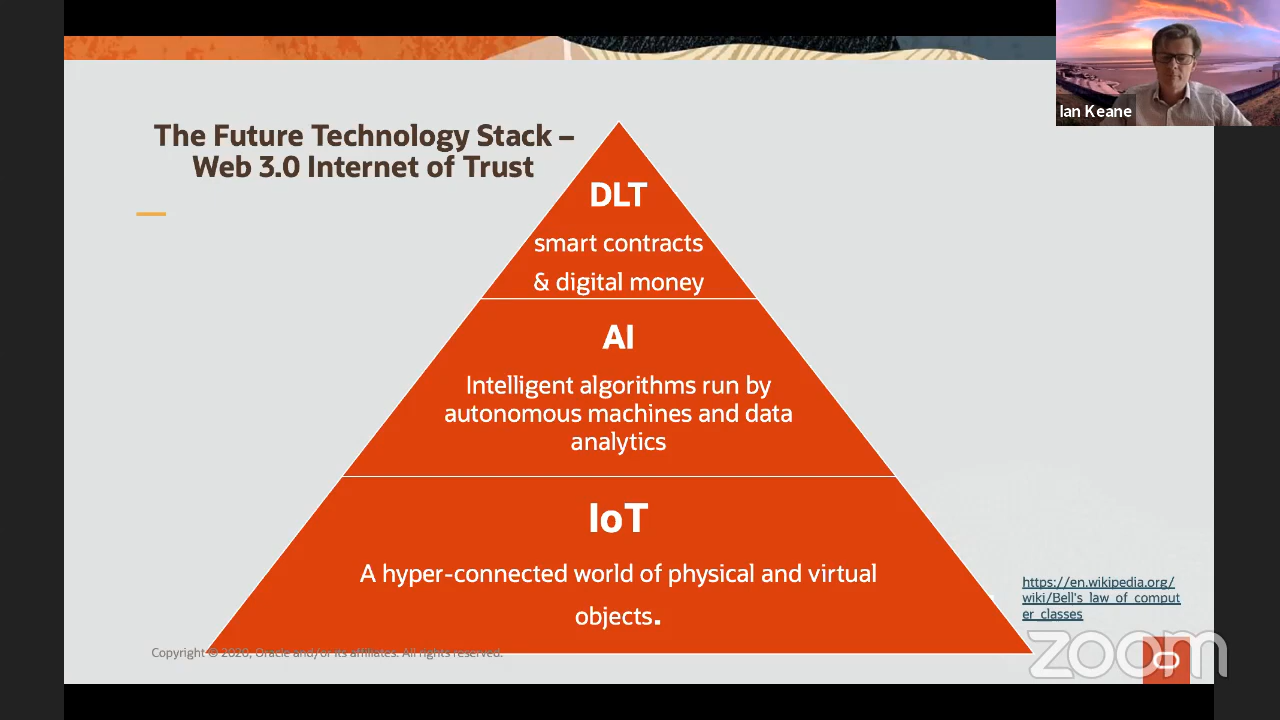 The Future Technology Stack –
Web 3.0 Internet of Trust
DLT
smart contracts
& digital money
AI
Intelligent algorithms run by
autonomous machines and data
analytics
IoT
A hyper-connected world of physical and virtual
objects.
https://en.wikipedia.org/
wiki/Bell's_law_of_comput
er_classes
Copyright © 2020, Oracle and/or its affiliates. All rights reserved.
Ian Keane
zoom